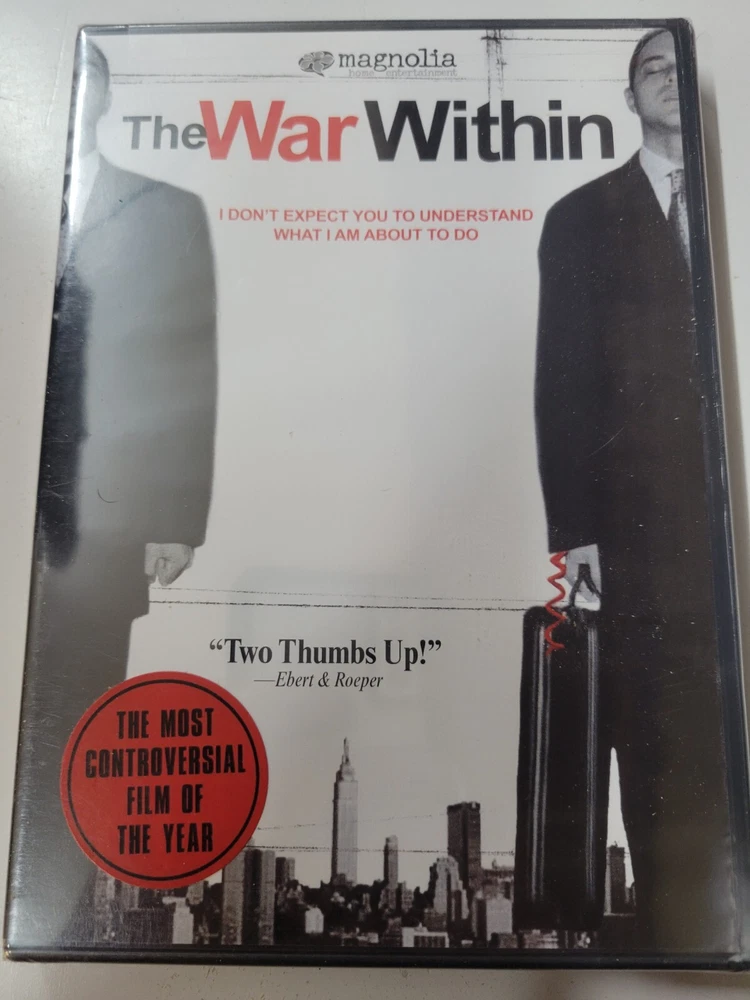 magnolia
home entertainment
The War Within
I DON'T EXPECT YOU TO UNDERSTAND
WHAT I AM ABOUT TO DO
“Two Thumbs Up!”
—Ebert & Roeper
THE MOST
CONTROVERSIAL
FILM OF
THE YEAR